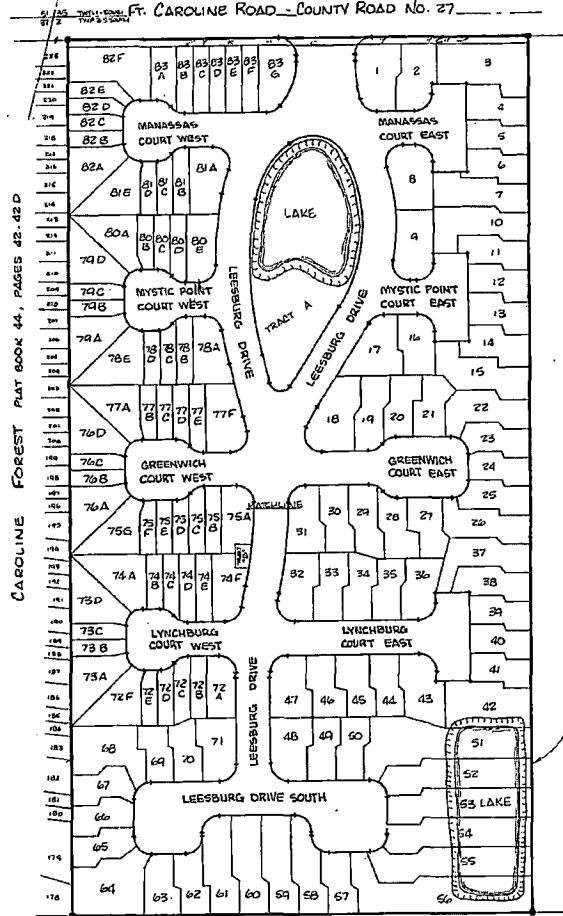 FT. CAROLINE ROAD - COUNTY ROAD No. 27
CAROLINE FOREST PLAT BOOK 44, PAGES 42-42D
82F
83 A
83 B
83 C
83 D
83 E
83 F
83 G
1
2
3
82E
82D
82C
82B
4
5
6
MANASSAS COURT WEST
MANASSAS COURT EAST
82A
81E
81 D
81 C
81 B
81A
8
7
LAKE
9
10
80A
80 B
80 C
80 D
80 E
11
79D
12
79C
79B
MYSTIC POINT COURT WEST
MYSTIC POINT COURT EAST
13
LEESBURG DRIVE
TRACT A
LEESBURG DRIVE
79A
78E
78 D
78 C
78 B
78A
17
16
14
15
77A
77 B
77 C
77 D
77 E
77F
18
19
20
21
22
76D
23
76C
76B
GREENWICH COURT WEST
GREENWICH COURT EAST
24
25
76A
75G
75 F
75 E
75 D
75 C
75 B
75A
MATCHLINE
31
30
29
28
27
26
37
74A
74 B
74 C
74 D
74 E
74F
32
33
34
35
36
38
73D
39
73C
73B
LYNCHBURG COURT WEST
LYNCHBURG COURT EAST
40
41
73A
72F
72 E
72 D
72 C
72 B
72 A
LEESBURG DRIVE
47
46
45
44
43
42
68
69
70
71
48
49
50
51
67
52
66
LEESBURG DRIVE SOUTH
53 LAKE
54
65
55
64
63
62
61
60
59
58
57
56